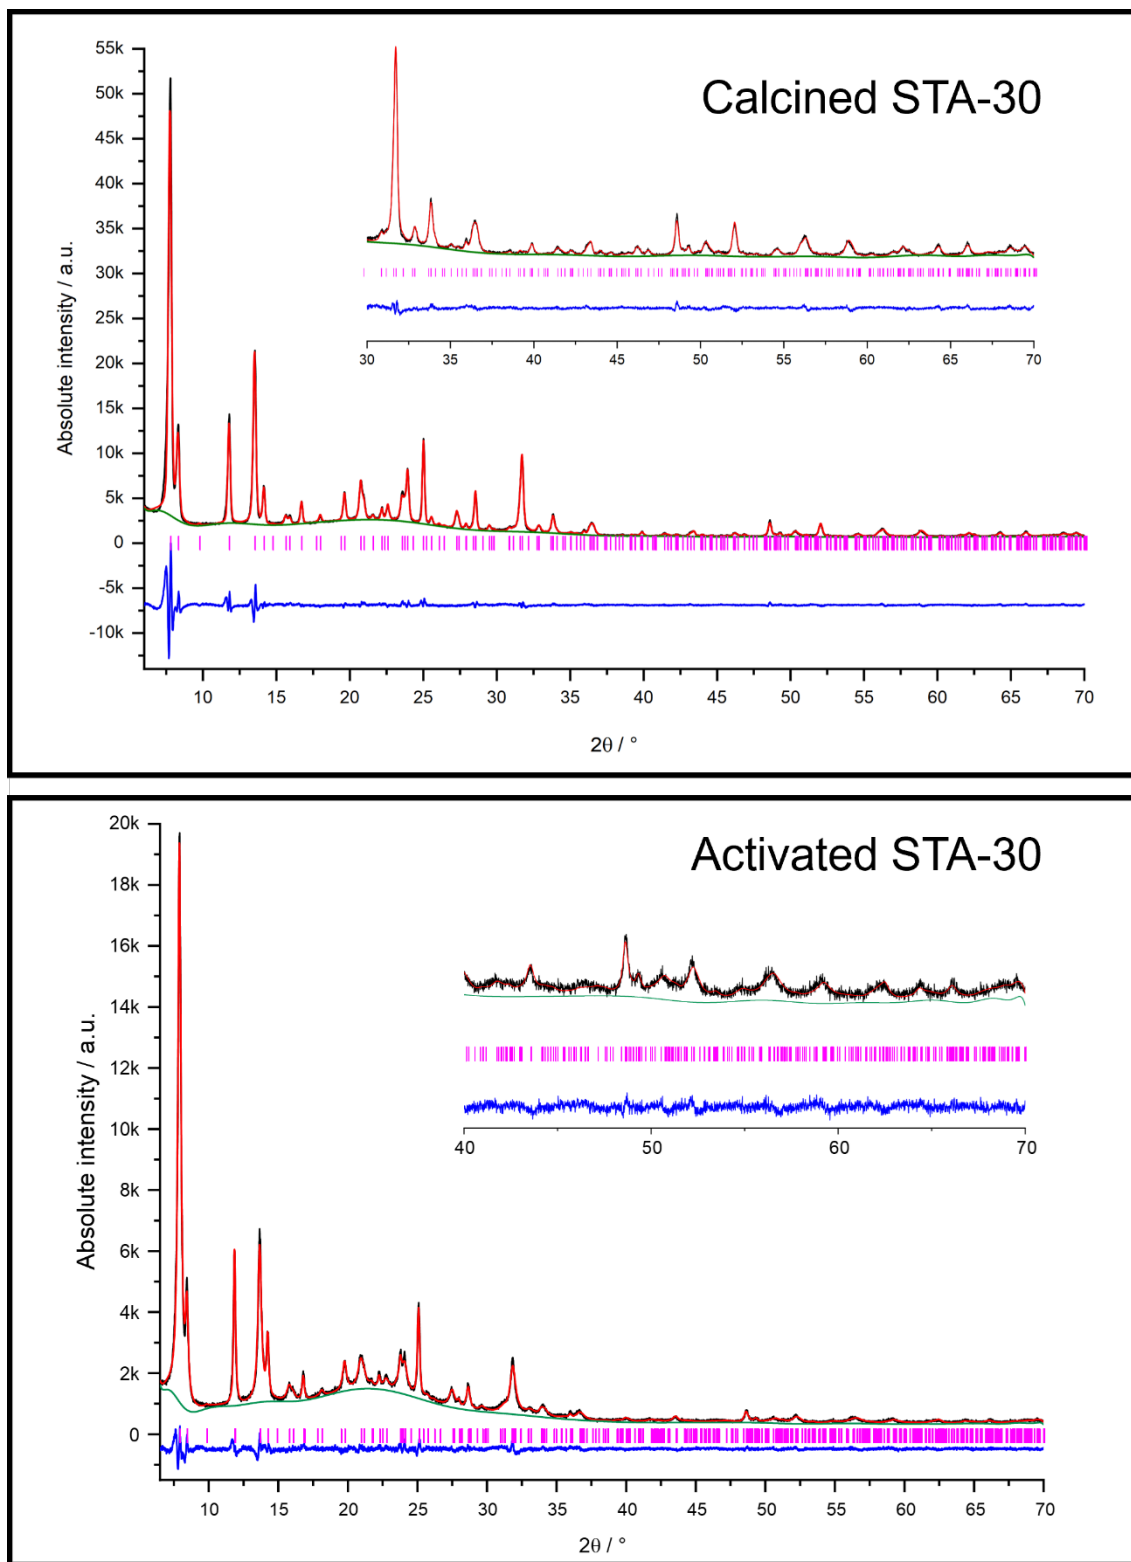 Calcined STA-30
55k
50k
45k
40k
35k
30k
25k
20k
15k
10k
5k
0
-5k
-10k
Absolute intensity / a.u.
30 35 40 45 50 55 60 65 70
10 15 20 25 30 35 40 45 50 55 60 65 70
2θ / °
Activated STA-30
20k
18k
16k
14k
12k
10k
8k
6k
4k
2k
0
Absolute intensity / a.u.
40 50 60 70
10 15 20 25 30 35 40 45 50 55 60 65 70
2θ / °